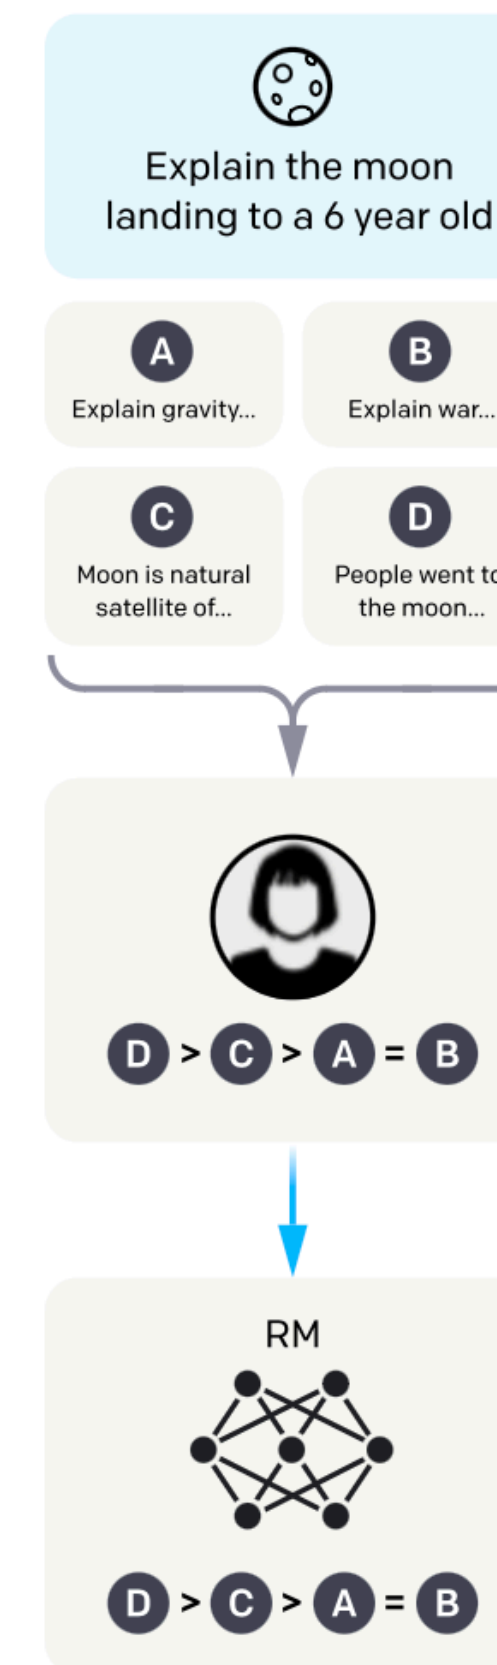 Explain the moon
landing to a 6 year old
A
B
Explain gravity...
Explain war...
C
D
Moon is natural
satellite of...
People went to
the moon...
D > C > A = B
RM
D > C > A = B